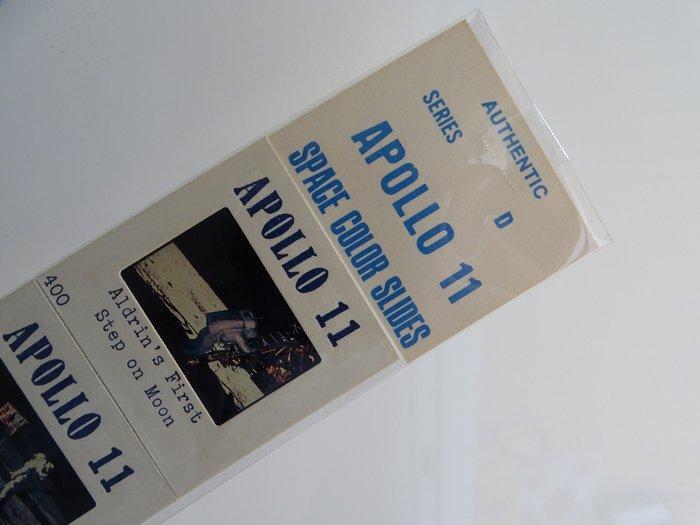 AUTHENTIC
SERIES D
APOLLO 11
SPACE COLOR SLIDES
APOLLO 11
Aldrin's First
Step on Moon
400
APOLLO 11